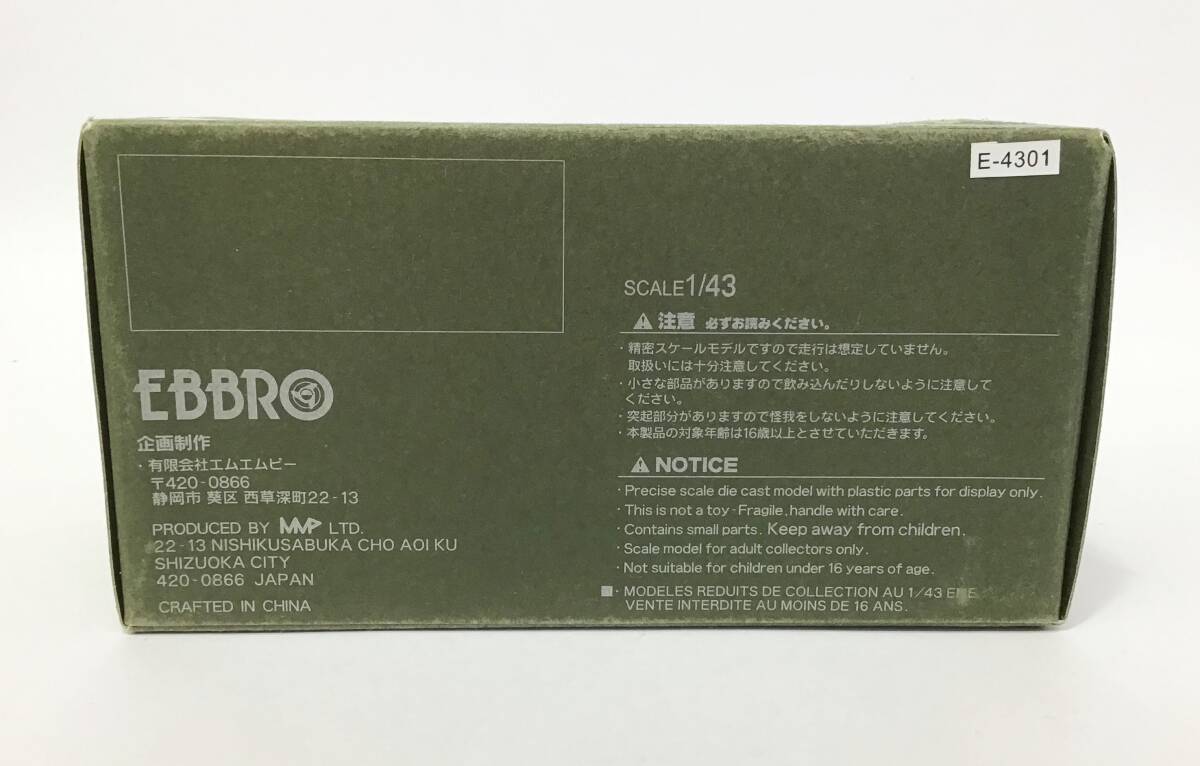 E-4301
EBBRO
企画制作
・有限会社エムエムピー
〒420-0866
静岡市 葵区 西草深町22-13
PRODUCED BY MMP LTD.
22-13 NISHIKUSABUKA CHO AOI KU
SHIZUOKA CITY
420-0866 JAPAN
CRAFTED IN CHINA
SCALE1/43
⚠ 注意 必ずお読みください。
・精密スケールモデルですので走行は想定していません。
取扱いには十分注意してください。
・小さな部品がありますので飲み込んだりしないように注意して
ください。
・突起部分がありますので怪我をしないように注意してください。
・本製品の対象年齢は16歳以上とさせていただきます。
⚠ NOTICE
・Precise scale die cast model with plastic parts for display only.
・This is not a toy-Fragile, handle with care.
・Contains small parts. Keep away from children.
・Scale model for adult collectors only.
・Not suitable for children under 16 years of age.
■・MODELES REDUITS DE COLLECTION AU 1/43 EME
VENTE INTERDITE AU MOINS DE 16 ANS.